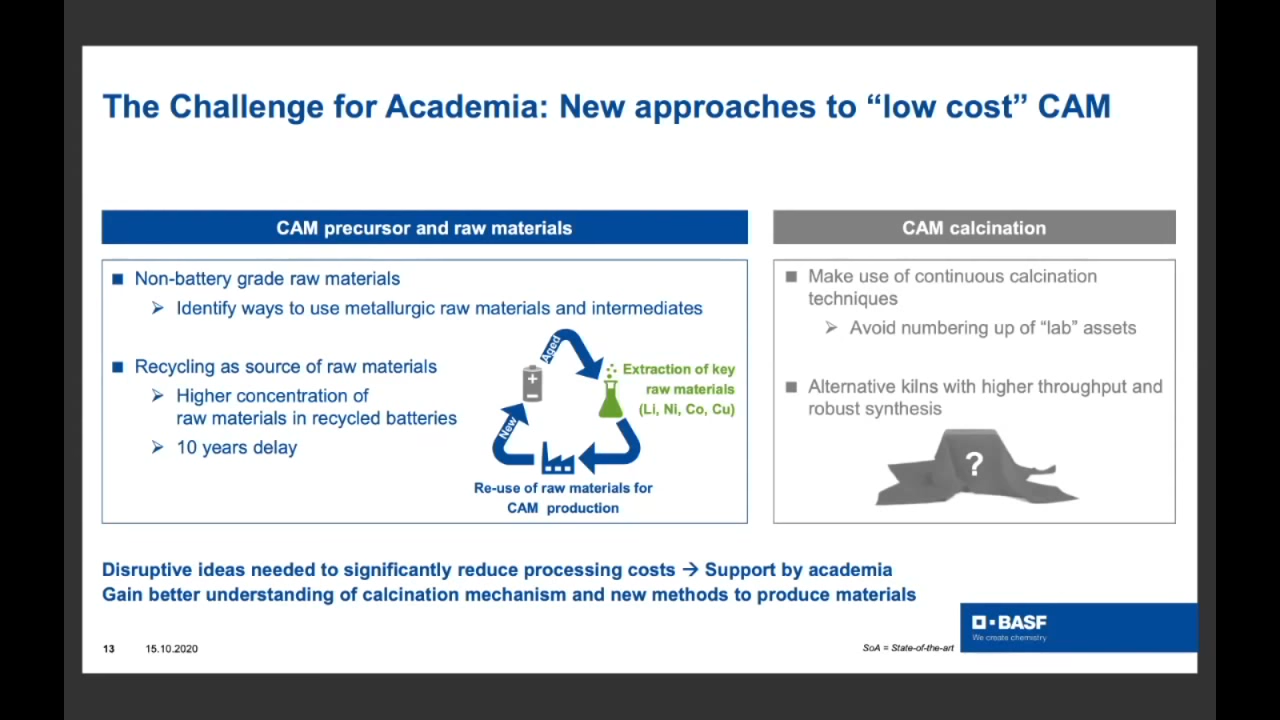 The Challenge for Academia: New approaches to “low cost” CAM
CAM precursor and raw materials
Non-battery grade raw materials
Identify ways to use metallurgic raw materials and intermediates
Recycling as source of raw materials
Higher concentration of
raw materials in recycled batteries
10 years delay
Aged
Extraction of key
raw materials
(Li, Ni, Co, Cu)
New
Re-use of raw materials for
CAM production
CAM calcination
Make use of continuous calcination
techniques
Avoid numbering up of “lab” assets
Alternative kilns with higher throughput and
robust synthesis
?
Disruptive ideas needed to significantly reduce processing costs → Support by academia
Gain better understanding of calcination mechanism and new methods to produce materials
13 15.10.2020
SoA = State-of-the-art
BASF
We create chemistry